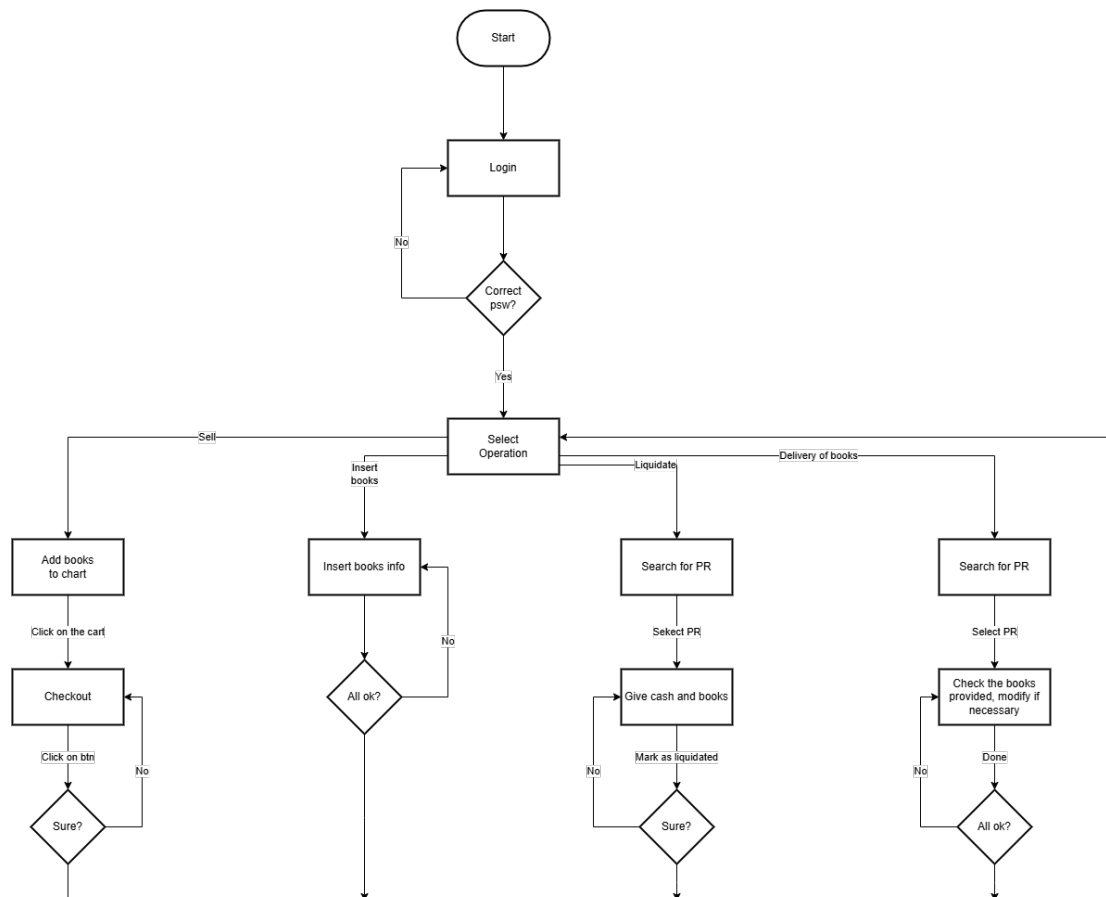 Start
Login
No
Correct
psw?
Yes
Select
Operation
Sell
Insert
books
Liquidate
Delivery of books
Add books
to chart
Insert books info
Search for PR
Search for PR
Click on the cart
No
Sekect PR
Select PR
Checkout
All ok?
Give cash and books
Check the books
provided, modify if
necessary
Click on btn
No
No
Mark as liquidated
No
Done
Sure?
Sure?
All ok?